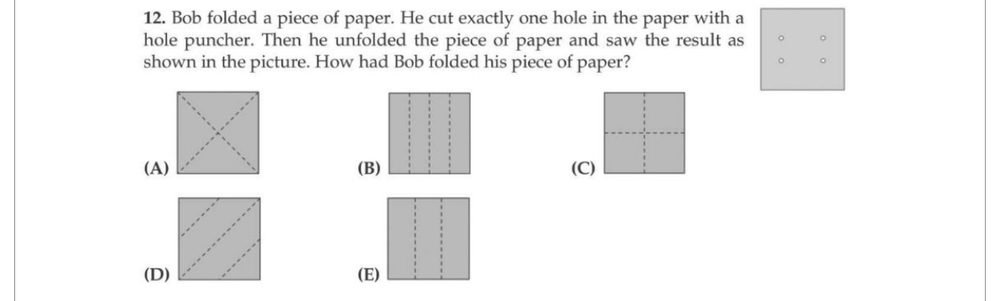 12. Bob folded a piece of paper. He cut exactly one hole in the paper with a
hole puncher. Then he unfolded the piece of paper and saw the result as
shown in the picture. How had Bob folded his piece of paper?
(A)
(B)
(C)
(D)
(E)